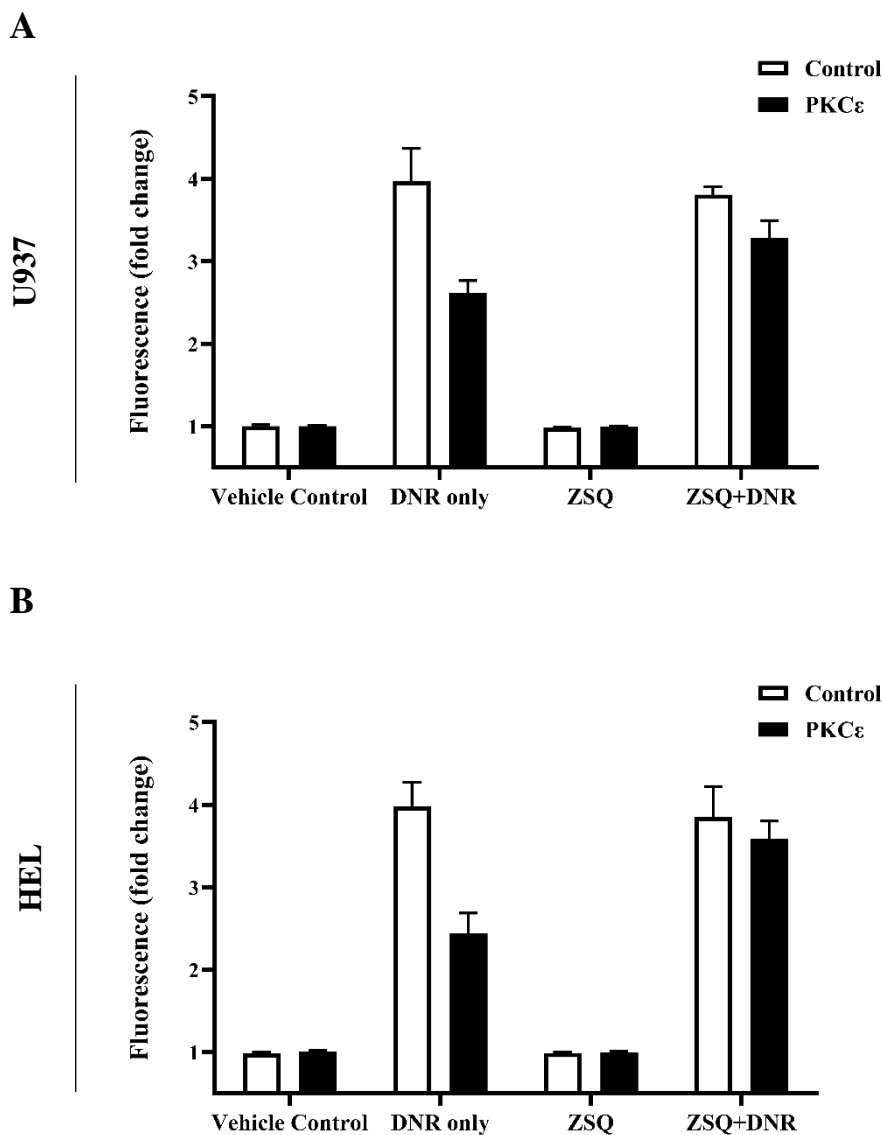 A
U937
Fluorescence (fold change)
5
4
3
2
1
Control
PKCε
Vehicle Control DNR only ZSQ ZSQ+DNR
B
HEL
Fluorescence (fold change)
5
4
3
2
1
Control
PKCε
Vehicle Control DNR only ZSQ ZSQ+DNR